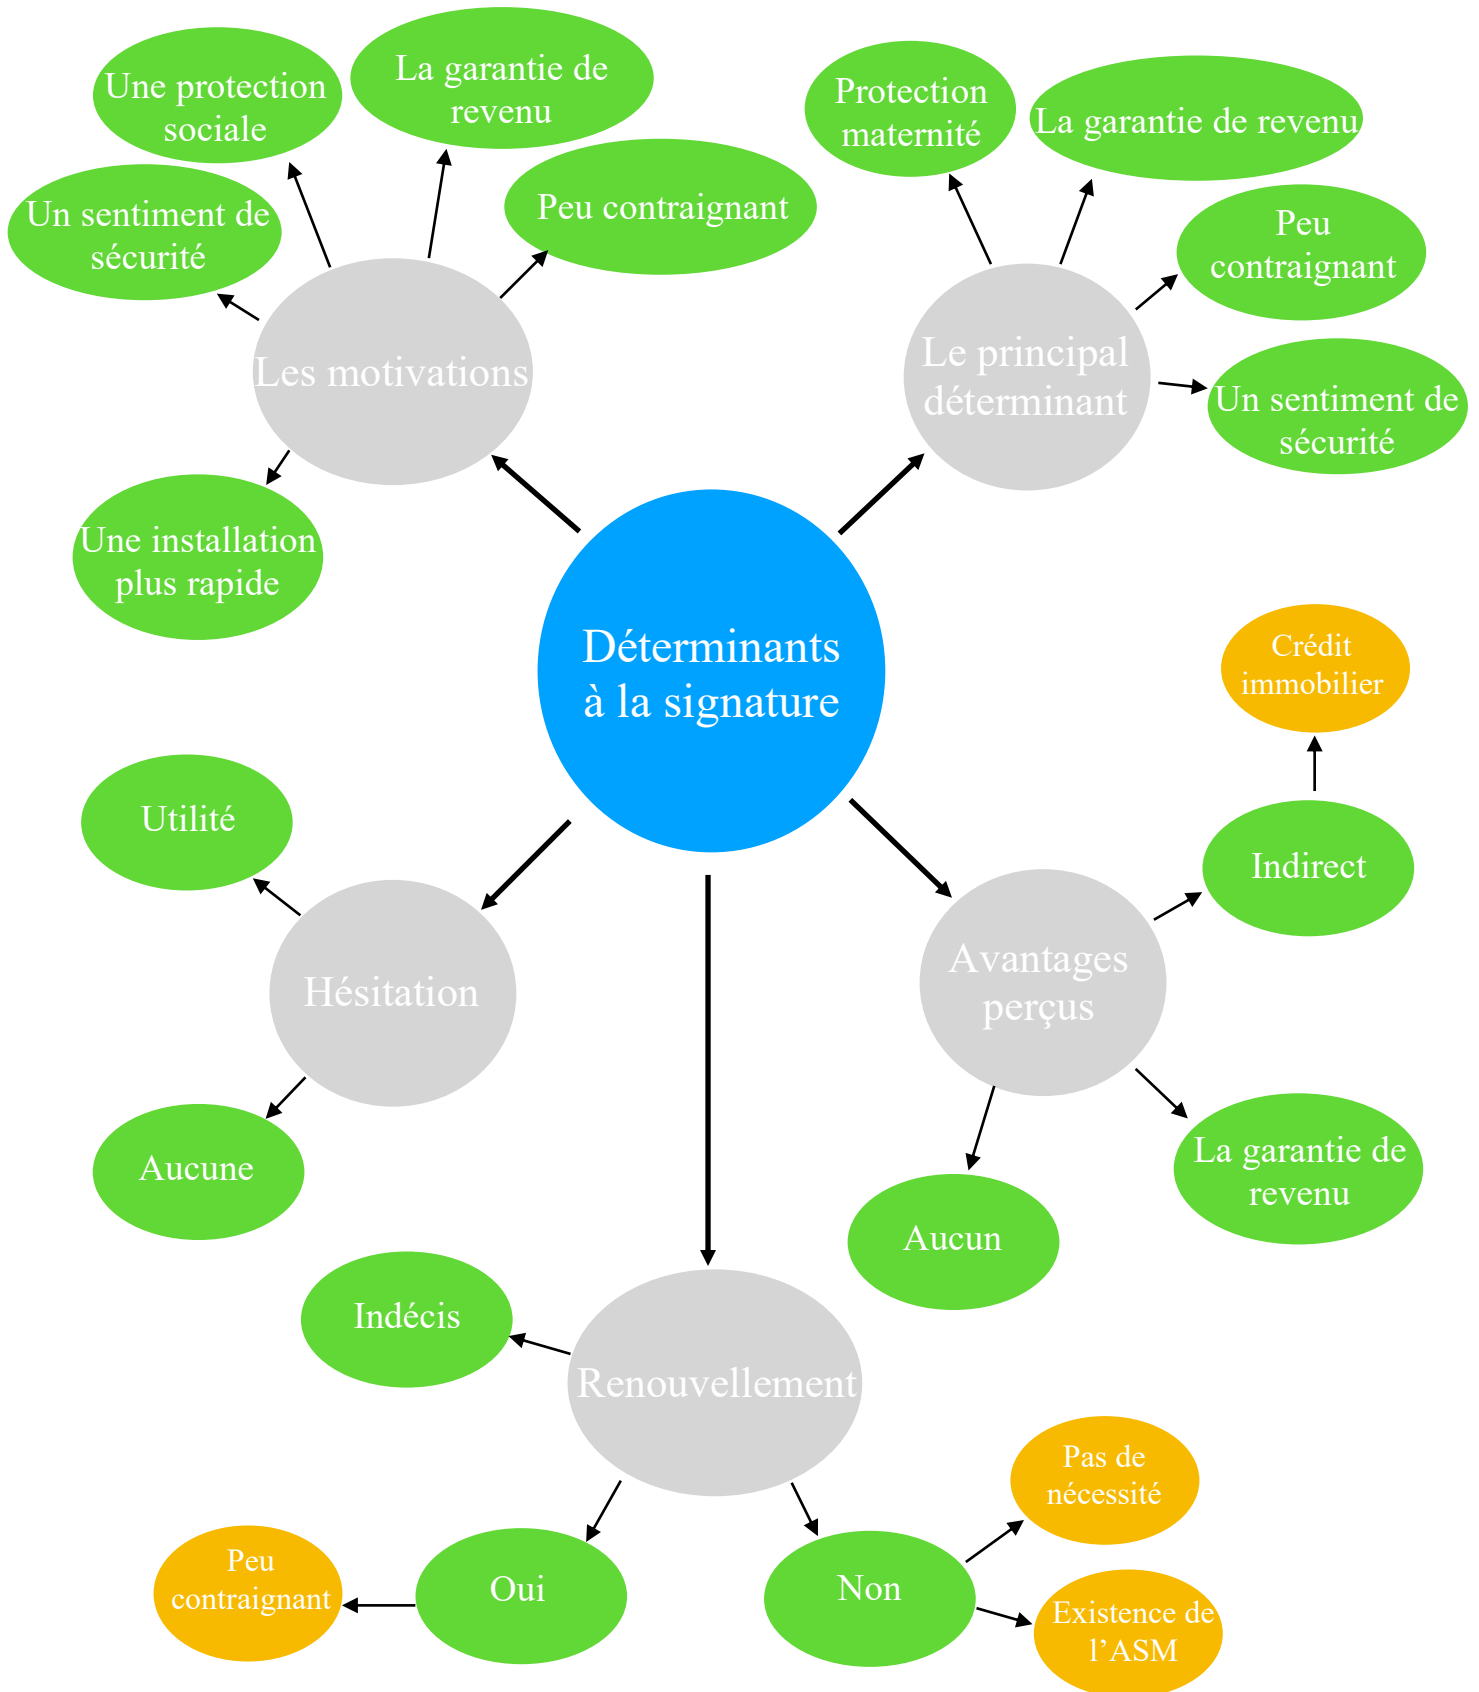 Une protection
sociale
La garantie de
revenu
Un sentiment de
sécurité
Peu contraignant
Les motivations
Une installation
plus rapide
Protection
maternité
La garantie de revenu
Peu
contraignant
Le principal
déterminant
Un sentiment de
sécurité
Déterminants
à la signature
Crédit
immobilier
Indirect
Avantages
perçus
La garantie de
revenu
Aucun
Utilité
Hésitation
Aucune
Indécis
Renouvellement
Oui
Peu
contraignant
Non
Pas de
nécessité
Existence de
l’ASM